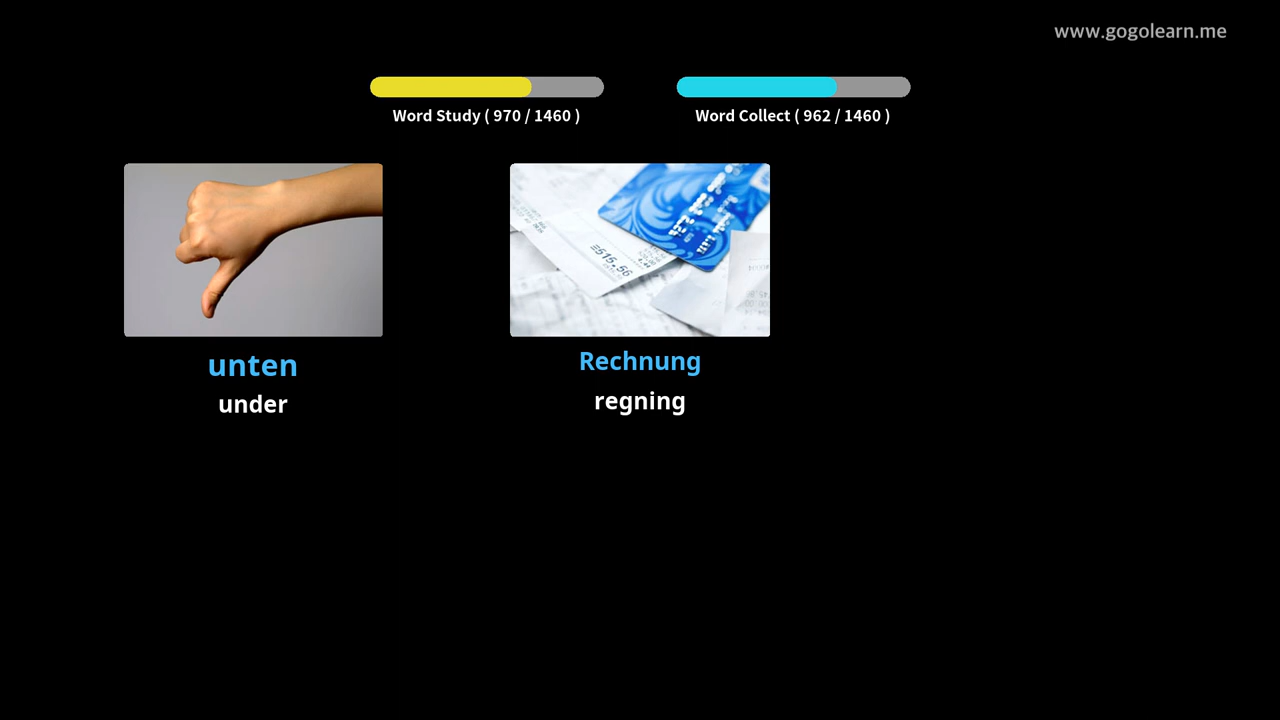 www.gogolearn.me
Word Study ( 970 / 1460 )
Word Collect ( 962 / 1460 )
unten
under
Rechnung
regning